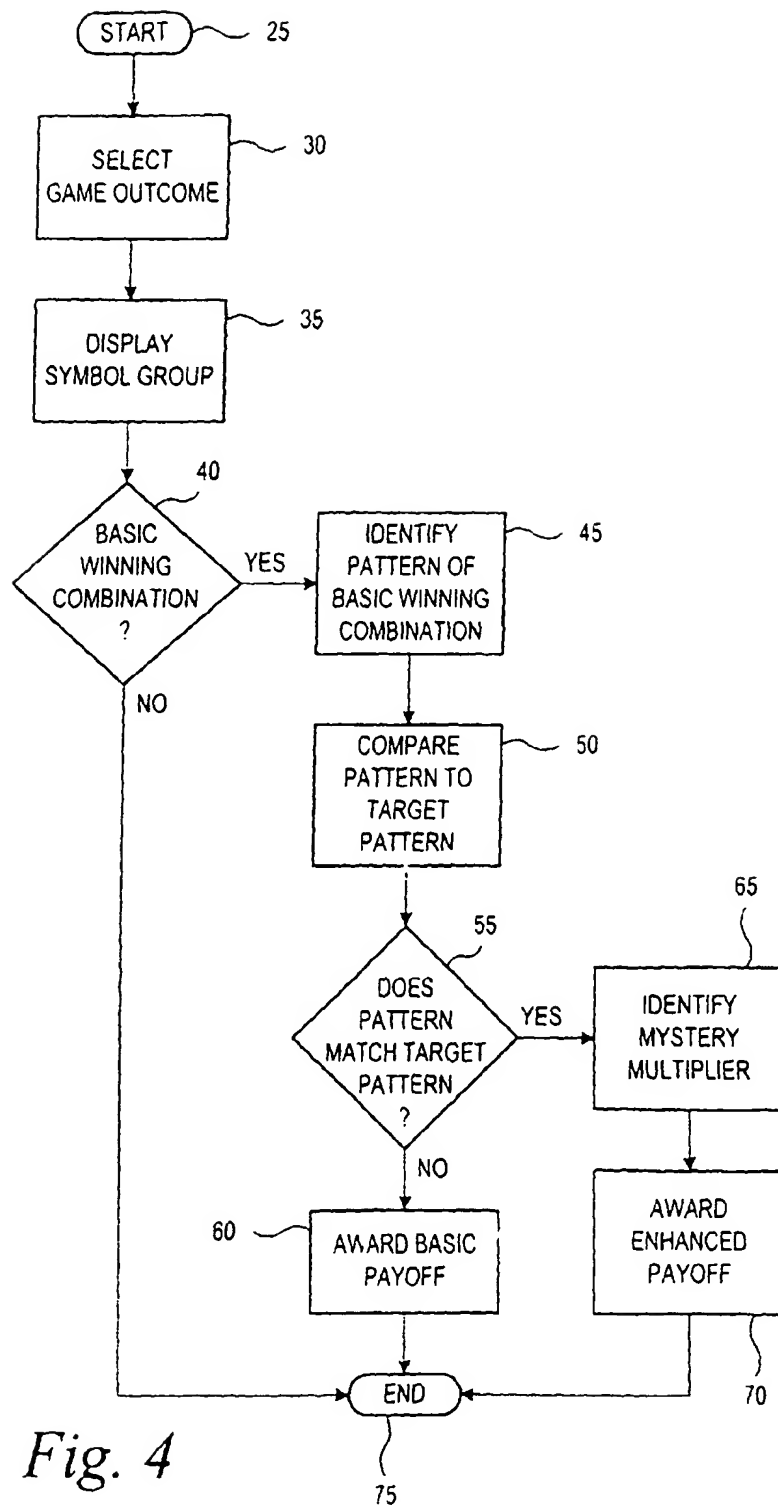 START
25
SELECT
GAME OUTCOME
30
DISPLAY
SYMBOL GROUP
35
BASIC
WINNING
COMBINATION
?
40
YES
NO
IDENTIFY
PATTERN OF
BASIC WINNING
COMBINATION
45
COMPARE
PATTERN TO
TARGET
PATTERN
50
DOES
PATTERN
MATCH TARGET
PATTERN
?
55
YES
NO
IDENTIFY
MYSTERY
MULTIPLIER
65
60
AWARD BASIC
PAYOFF
AWARD
ENHANCED
PAYOFF
70
END
75
Fig. 4